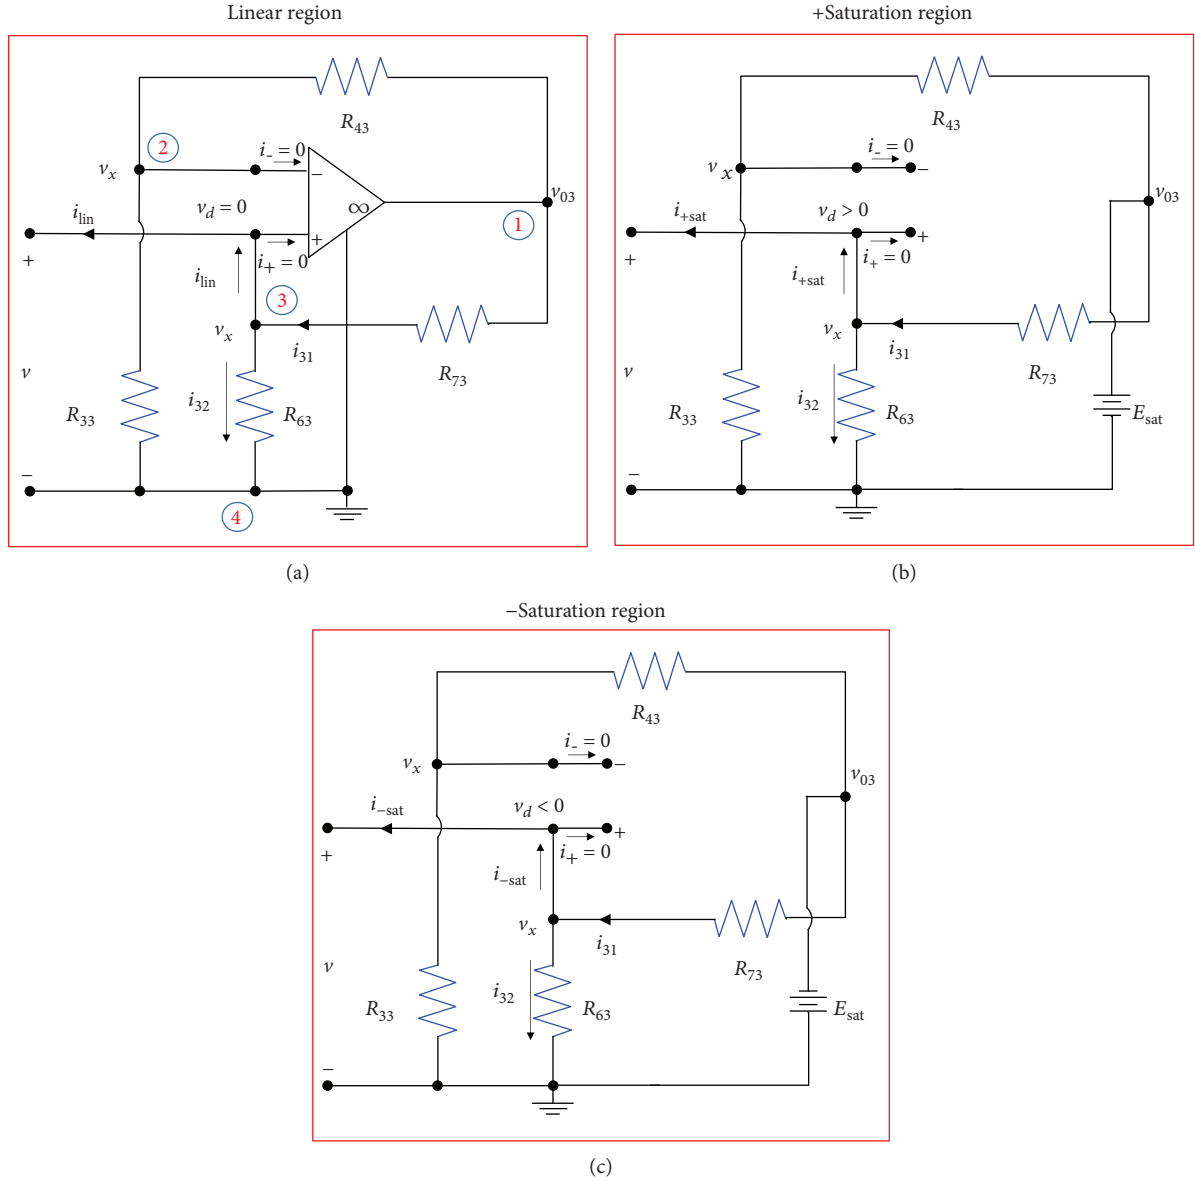 Linear region
R43
2
vx
i- = 0
−
ilin
vd = 0
∞
v03
1
+
+
i+ = 0
ilin
3
vx
i31
v
R73
i32
R33
R63
−
4
(a)
+Saturation region
R43
vx
i- = 0
−
i+sat
vd > 0
v03
+
+
i+ = 0
i+sat
vx
i31
v
R73
i32
R33
R63
Esat
−
(b)
−Saturation region
R43
vx
i- = 0
−
v03
i−sat
vd < 0
+
+
i+ = 0
i−sat
vx
i31
v
R73
i32
R33
R63
Esat
−
(c)